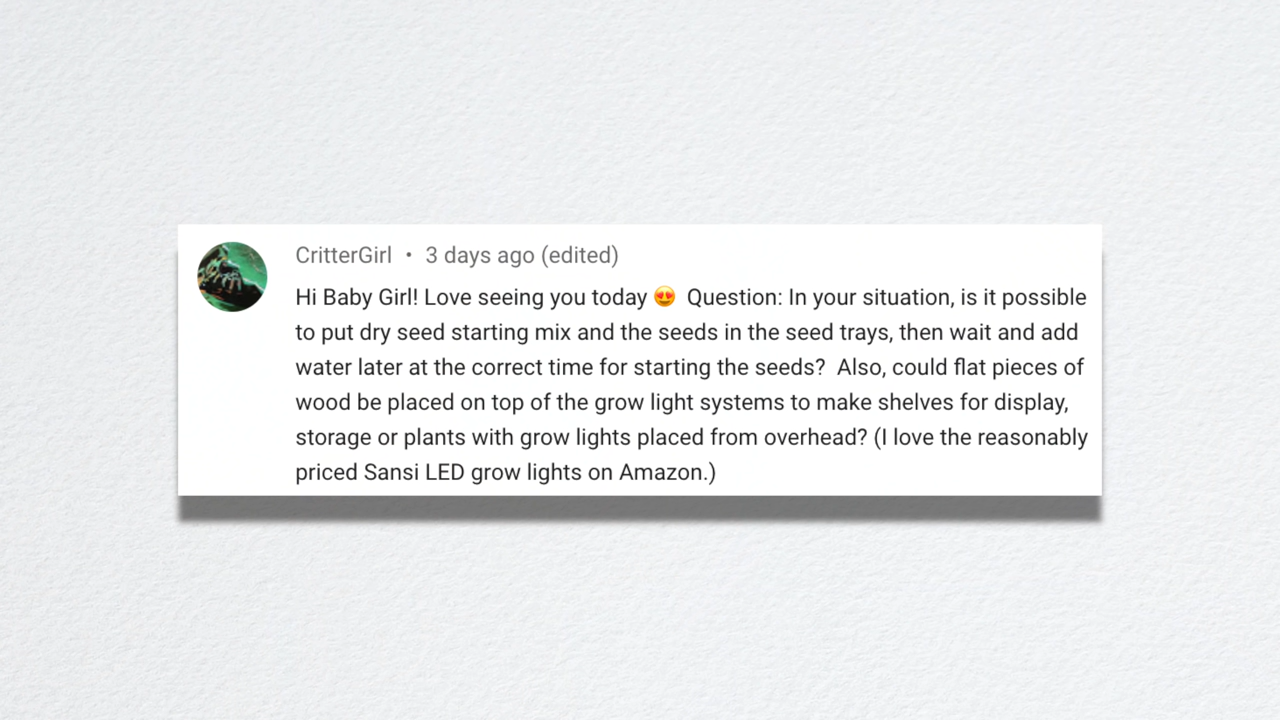 CritterGirl • 3 days ago (edited)
Hi Baby Girl! Love seeing you today 😍 Question: In your situation, is it possible
to put dry seed starting mix and the seeds in the seed trays, then wait and add
water later at the correct time for starting the seeds? Also, could flat pieces of
wood be placed on top of the grow light systems to make shelves for display,
storage or plants with grow lights placed from overhead? (I love the reasonably
priced Sansi LED grow lights on Amazon.)